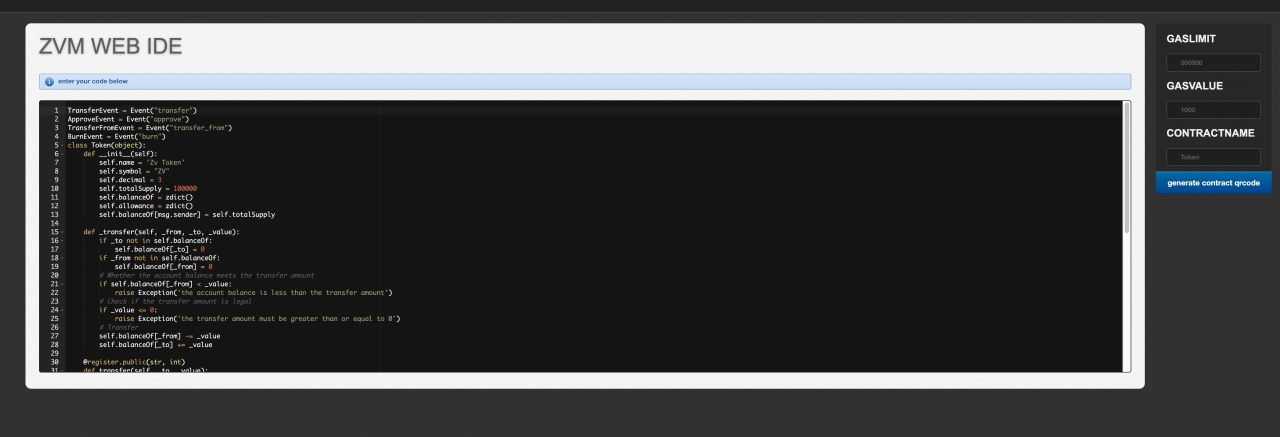 ZVM WEB IDE
enter your code below
1 TransferEvent = Event("transfer")
2 ApproveEvent = Event("approve")
3 TransferFromEvent = Event("transfer_from")
4 BurnEvent = Event("burn")
5 class Token(object):
6 def __init__(self):
7 self.name = 'Zv Token'
8 self.symbol = "ZV"
9 self.decimal = 3
10 self.totalSupply = 100000
11 self.balanceOf = zdict()
12 self.allowance = zdict()
13 self.balanceOf[msg.sender] = self.totalSupply
14
15 def _transfer(self, _from, _to, _value):
16 if _to not in self.balanceOf:
17 self.balanceOf[_to] = 0
18 if _from not in self.balanceOf:
19 self.balanceOf[_from] = 0
20 # Whether the account balance meets the transfer amount
21 if self.balanceOf[_from] < _value:
22 raise Exception('the account balance is less than the transfer amount')
23 # Check if the transfer amount is legal
24 if _value <= 0:
25 raise Exception('the transfer amount must be greater than or equal to 0')
26 # Transfer
27 self.balanceOf[_from] -= _value
28 self.balanceOf[_to] += _value
29
30 @register.public(str, int)
31 def transfer(self, _to, _value):
GASLIMIT
500000
GASVALUE
1000
CONTRACTNAME
Token
generate contract qrcode